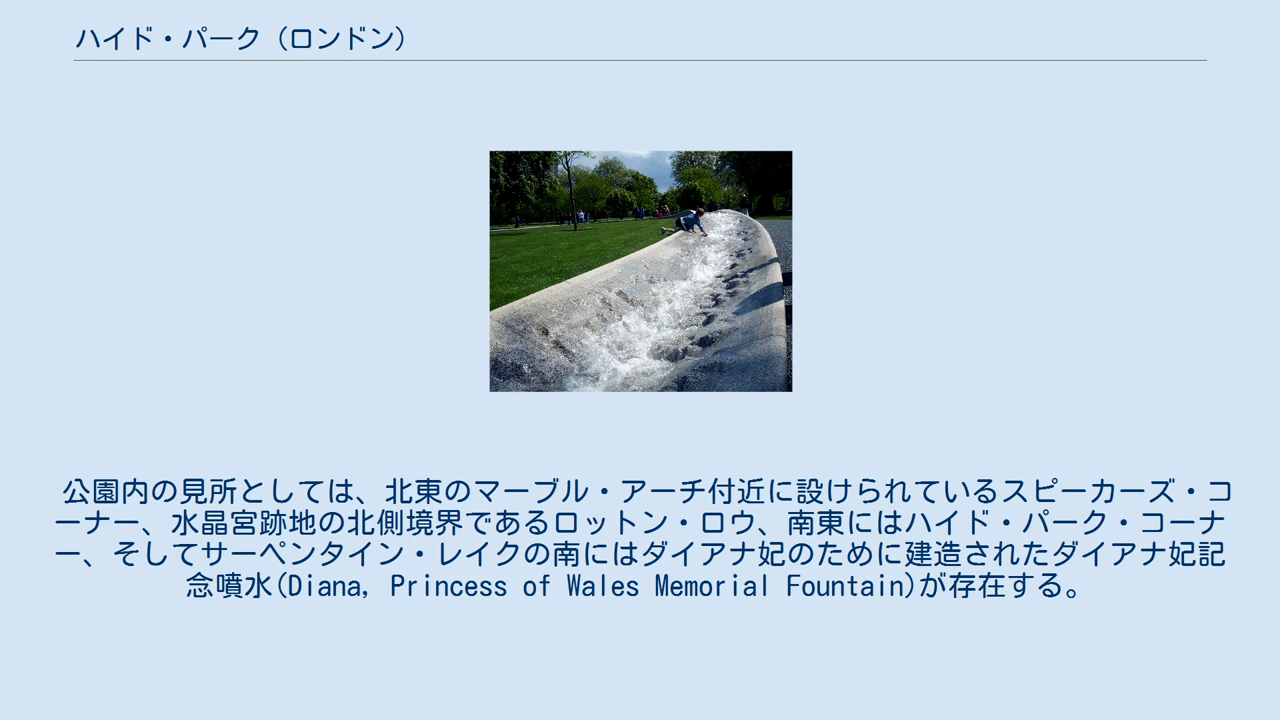 ハイド・パーク（ロンドン）
公園内の見所としては、北東のマーブル・アーチ付近に設けられているスピーカーズ・コ
ーナー、水晶宮跡地の北側境界であるロットン・ロウ、南東にはハイド・パーク・コーナ
ー、そしてサーペンタイン・レイクの南にはダイアナ妃のために建造されたダイアナ妃記
念噴水(Diana, Princess of Wales Memorial Fountain)が存在する。